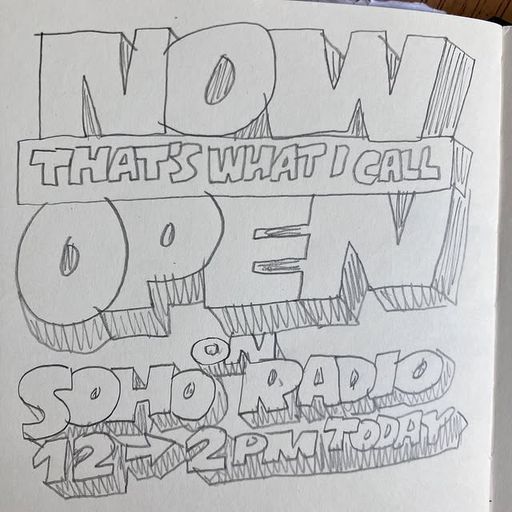 NOW
THAT'S WHAT I CALL
OPEN
ON
SOHO RADIO
12→2PM TODAY